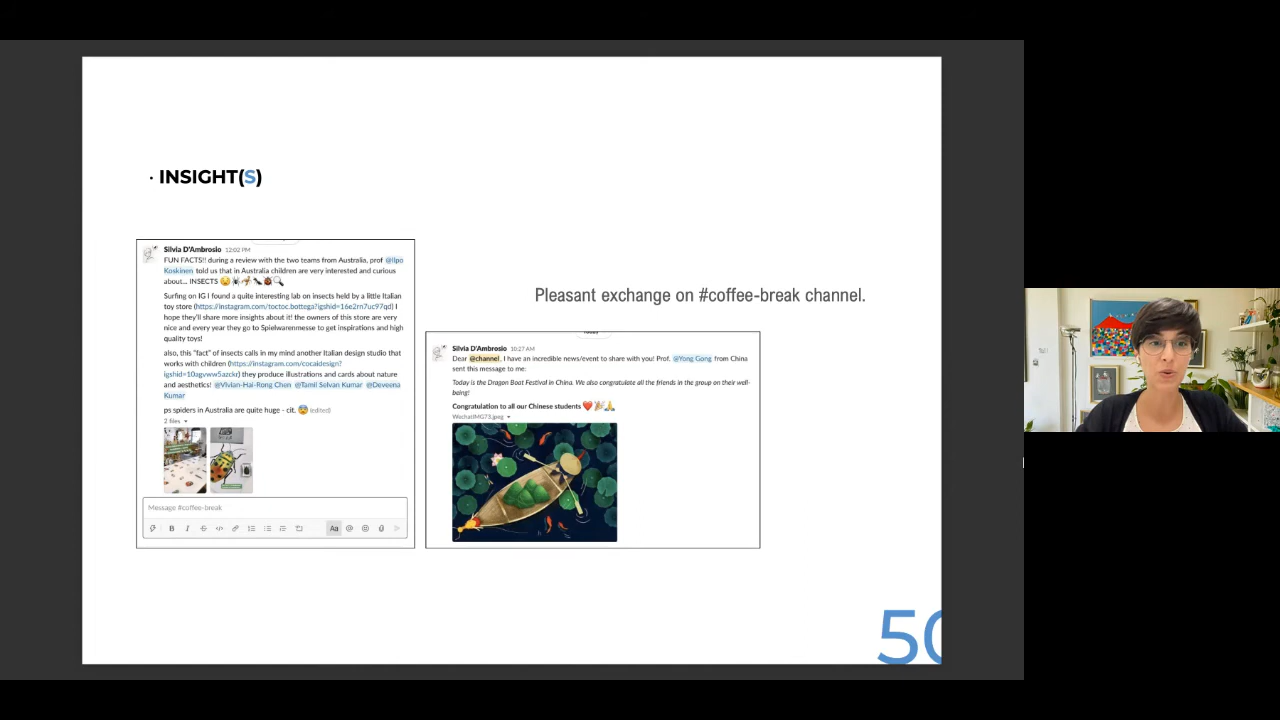 · INSIGHT(S)
Silvia D'Ambrosio 12:02 PM
FUN FACTS!! during a review with the two teams from Australia, prof @Ilpo
Koskinen told us that in Australia children are very interested and curious
about... INSECTS 😲🕷🦟🐜🐞🔍
Surfing on IG I found a quite interesting lab on insects held by a little Italian
toy store (https://instagram.com/toctoc.bottega?igshid=16e2rn7uc97qd) I
hope they'll share more insights about it! the owners of this store are very
nice and every year they go to Spielwarenmesse to get inspirations and high
quality toys!
also, this "fact" of insects calls in my mind another Italian design studio that
works with children (https://instagram.com/cocaidesign?
igshid=10agvww5azckr) they produce illustrations and cards about nature
and aesthetics! @Vivian-Hai-Rong Chen @Tamil Selvan Kumar @Deveena
Kumar
ps spiders in Australia are quite huge - cit. 😨 (edited)
2 files
Message #coffee-break
B I S Aa @
Pleasant exchange on #coffee-break channel.
Silvia D'Ambrosio 10:27 AM
Dear @channel, I have an incredible news/event to share with you! Prof. @Yong Gong from China
sent this message to me:
Today is the Dragon Boat Festival in China. We also congratulate all the friends in the group on their well-
being!
Congratulation to all our Chinese students ❤️🎉🙏
WechatIMG73.jpeg
50